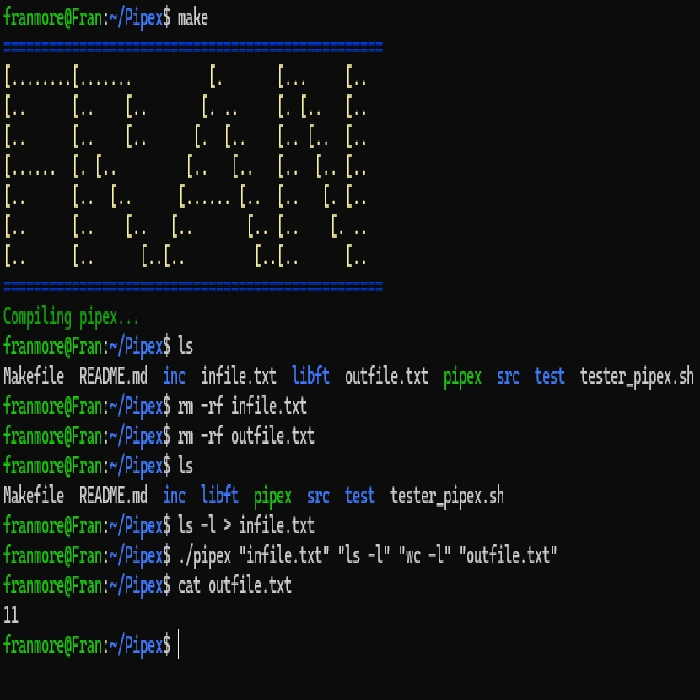 franmore@Fran:~/Pipex$ make
==================================================
[........[.......          [.       [...     [..
[..      [..    [..       [. ..     [. [..   [..
[..      [..    [..      [.  [..    [.. [..  [..
[......  [. [..         [..   [..   [..  [.. [..
[..      [..  [..      [...... [..  [..   [. [..
[..      [..    [..   [..       [.. [..    [. ..
[..      [..      [..[..         [..[..      [..
==================================================
Compiling pipex...
franmore@Fran:~/Pipex$ ls
Makefile  README.md  inc  infile.txt  libft  outfile.txt  pipex  src  test  tester_pipex.sh
franmore@Fran:~/Pipex$ rm -rf infile.txt
franmore@Fran:~/Pipex$ rm -rf outfile.txt
franmore@Fran:~/Pipex$ ls
Makefile  README.md  inc  libft  pipex  src  test  tester_pipex.sh
franmore@Fran:~/Pipex$ ls -l > infile.txt
franmore@Fran:~/Pipex$ ./pipex "infile.txt" "ls -l" "wc -l" "outfile.txt"
franmore@Fran:~/Pipex$ cat outfile.txt
11
franmore@Fran:~/Pipex$